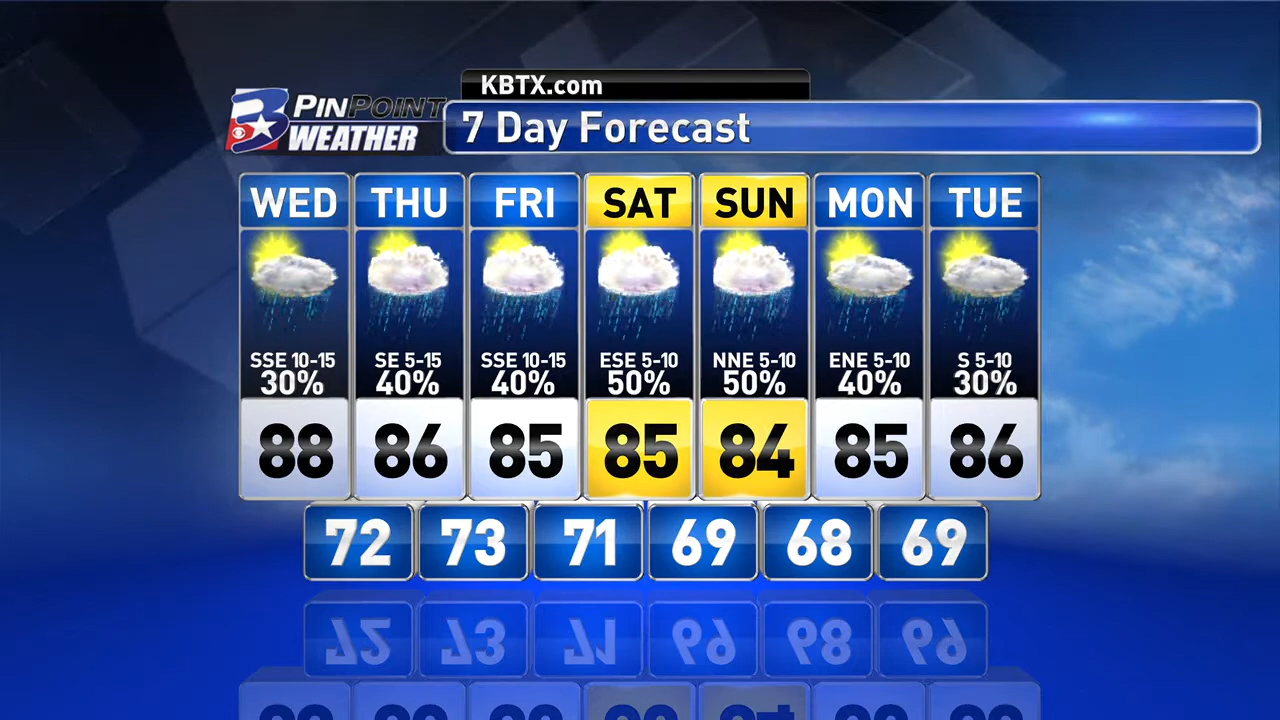 KBTX.com
3 PINPOINT
WEATHER
7 Day Forecast
WED THU FRI SAT SUN MON TUE
SSE 10-15 SE 5-15 SSE 10-15 ESE 5-10 NNE 5-10 ENE 5-10 S 5-10
30% 40% 40% 50% 50% 40% 30%
88 86 85 85 84 85 86
72 73 71 69 68 69